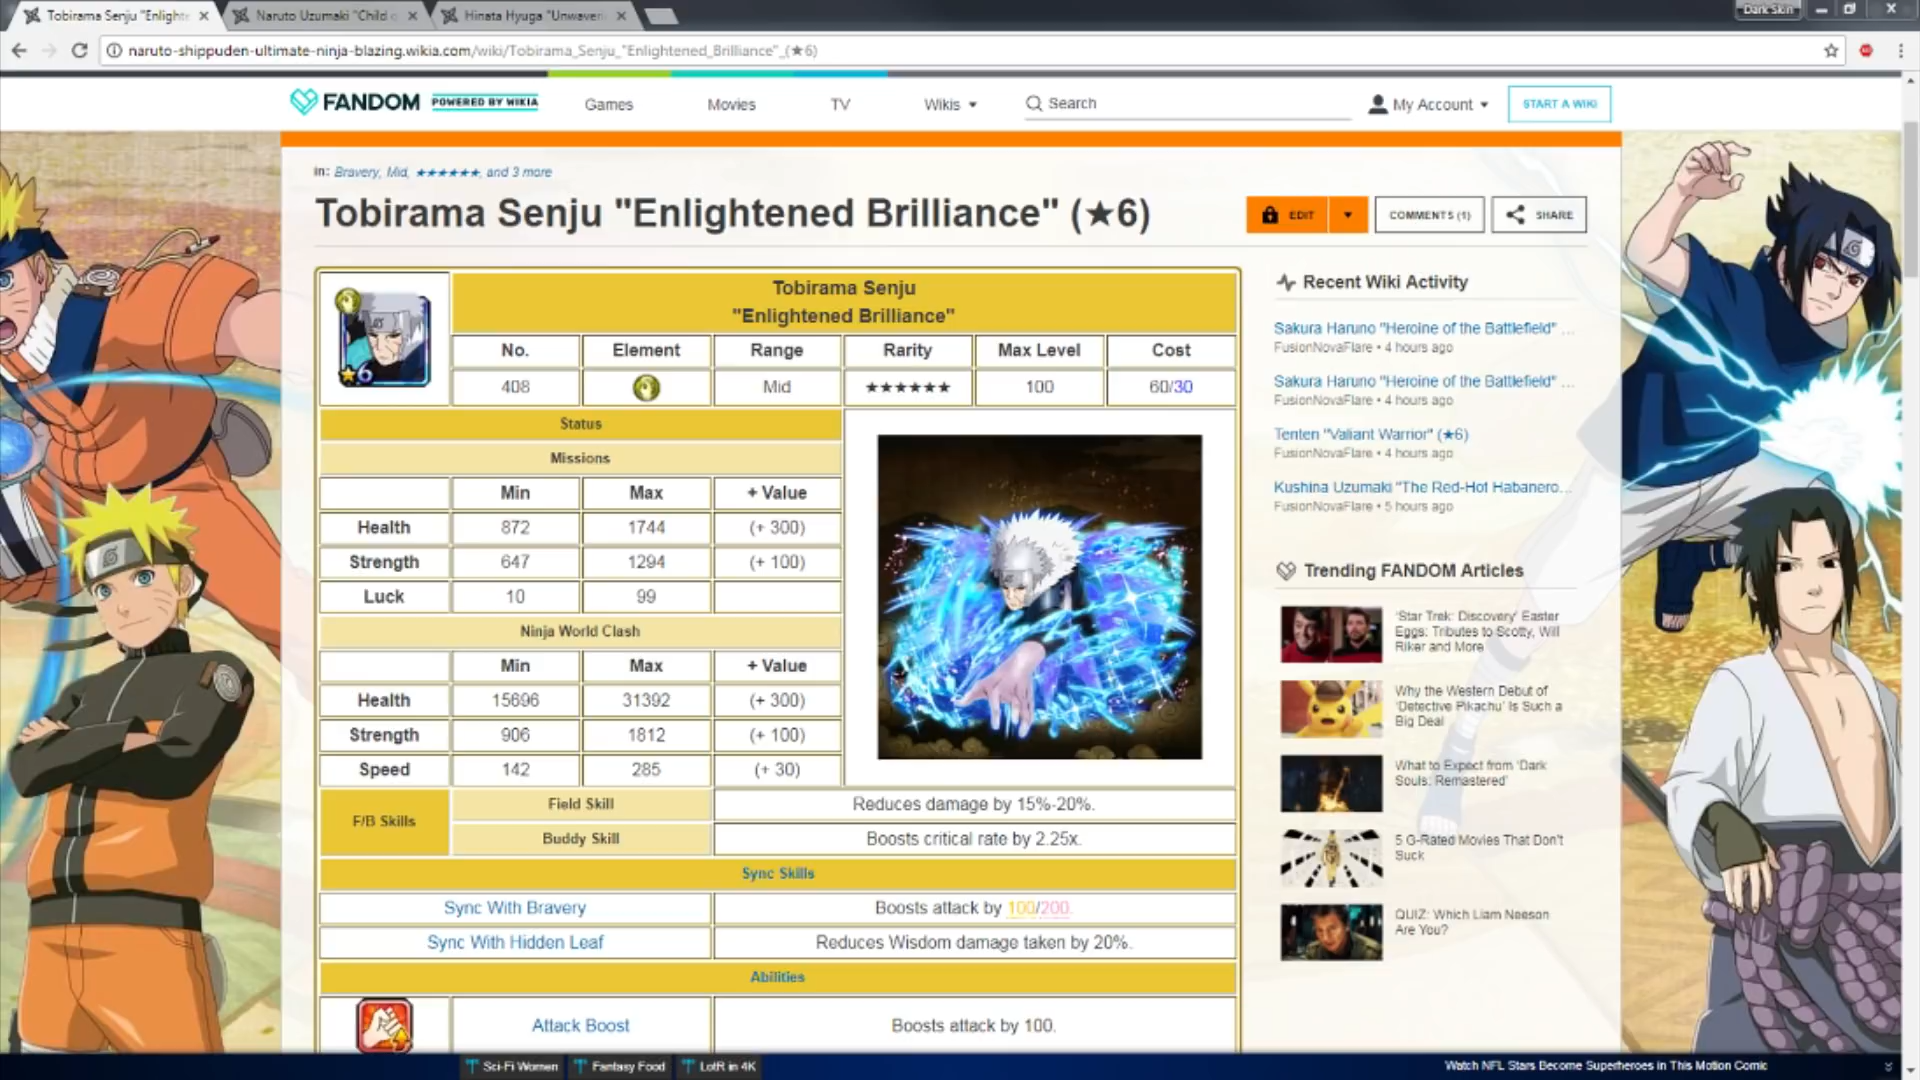 Tobirama Senju "Enlighte
Naruto Uzumaki "Child o
Hinata Hyuga "Unwaveri
Dark Skin
naruto-shippuden-ultimate-ninja-blazing.wikia.com/wiki/Tobirama_Senju_"Enlightened_Brilliance"_(★6)
FANDOM POWERED BY WIKIA Games Movies TV Wikis Search My Account START A WIKI
in: Bravery, Mid, ★★★★★★, and 3 more
Tobirama Senju "Enlightened Brilliance" (★6)
EDIT COMMENTS (1) SHARE
Tobirama Senju
"Enlightened Brilliance"
No. Element Range Rarity Max Level Cost
★6 408 Mid ★★★★★★ 100 60/30
Status
Missions
Min Max + Value
Health 872 1744 (+ 300)
Strength 647 1294 (+ 100)
Luck 10 99
Ninja World Clash
Min Max + Value
Health 15696 31392 (+ 300)
Strength 906 1812 (+ 100)
Speed 142 285 (+ 30)
F/B Skills
Field Skill Reduces damage by 15%-20%.
Buddy Skill Boosts critical rate by 2.25x.
Sync Skills
Sync With Bravery Boosts attack by 100/200.
Sync With Hidden Leaf Reduces Wisdom damage taken by 20%.
Abilities
Attack Boost Boosts attack by 100.
Recent Wiki Activity
Sakura Haruno "Heroine of the Battlefield" ...
FusionNovaFlare • 4 hours ago
Sakura Haruno "Heroine of the Battlefield" ...
FusionNovaFlare • 4 hours ago
Tenten "Valiant Warrior" (★6)
FusionNovaFlare • 4 hours ago
Kushina Uzumaki "The Red-Hot Habanero...
FusionNovaFlare • 5 hours ago
Trending FANDOM Articles
'Star Trek: Discovery' Easter
Eggs: Tributes to Scotty, Will
Riker and More
Why the Western Debut of
'Detective Pikachu' Is Such a
Big Deal
What to Expect from 'Dark
Souls: Remastered'
5 G-Rated Movies That Don't
Suck
QUIZ: Which Liam Neeson
Are You?
Sci-Fi Women Fantasy Food LotR in 4K
Watch NFL Stars Become Superheroes in This Motion Comic